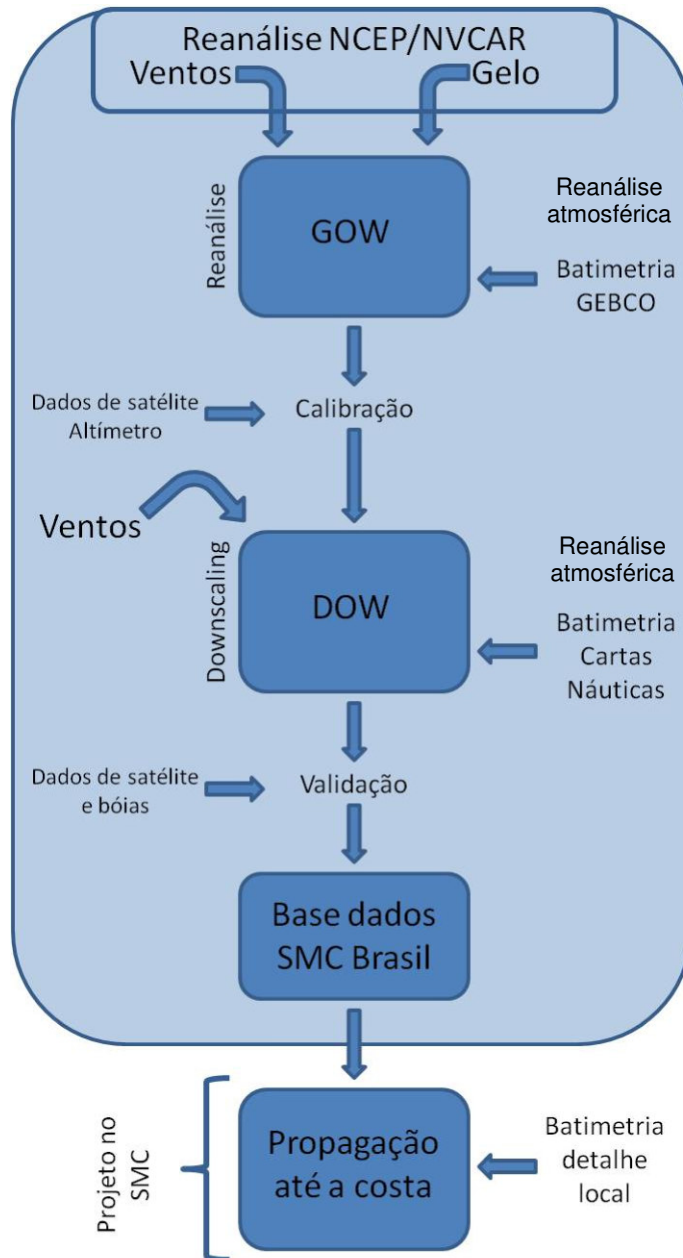 Reanálise NCEP/NVCAR
Ventos
Gelo
Reanálise
GOW
Reanálise
atmosférica
Batimetria
GEBCO
Dados de satélite
Altímetro
Calibração
Ventos
Downscaling
DOW
Reanálise
atmosférica
Batimetria
Cartas
Náuticas
Dados de satélite
e bóias
Validação
Base dados
SMC Brasil
Projeto no
SMC
Propagação
até a costa
Batimetria
detalhe
local